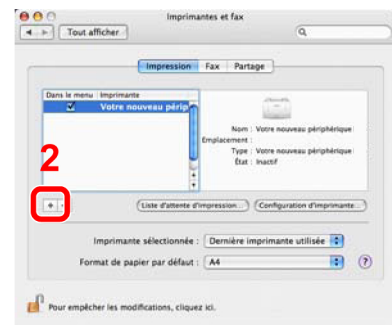 Imprimantes et fax
Tout afficher
Impression Fax Partage
Dans le menu Imprimante
Votre nouveau périp
Nom : Votre nouveau périphérique
Emplacement :
Type : Votre nouveau périphérique
État : Inactif
2
+ -
Liste d'attente d'impression... Configuration d'imprimante...
Imprimante sélectionnée : Dernière imprimante utilisée
Format de papier par défaut : A4 ?
Pour empêcher les modifications, cliquez ici.